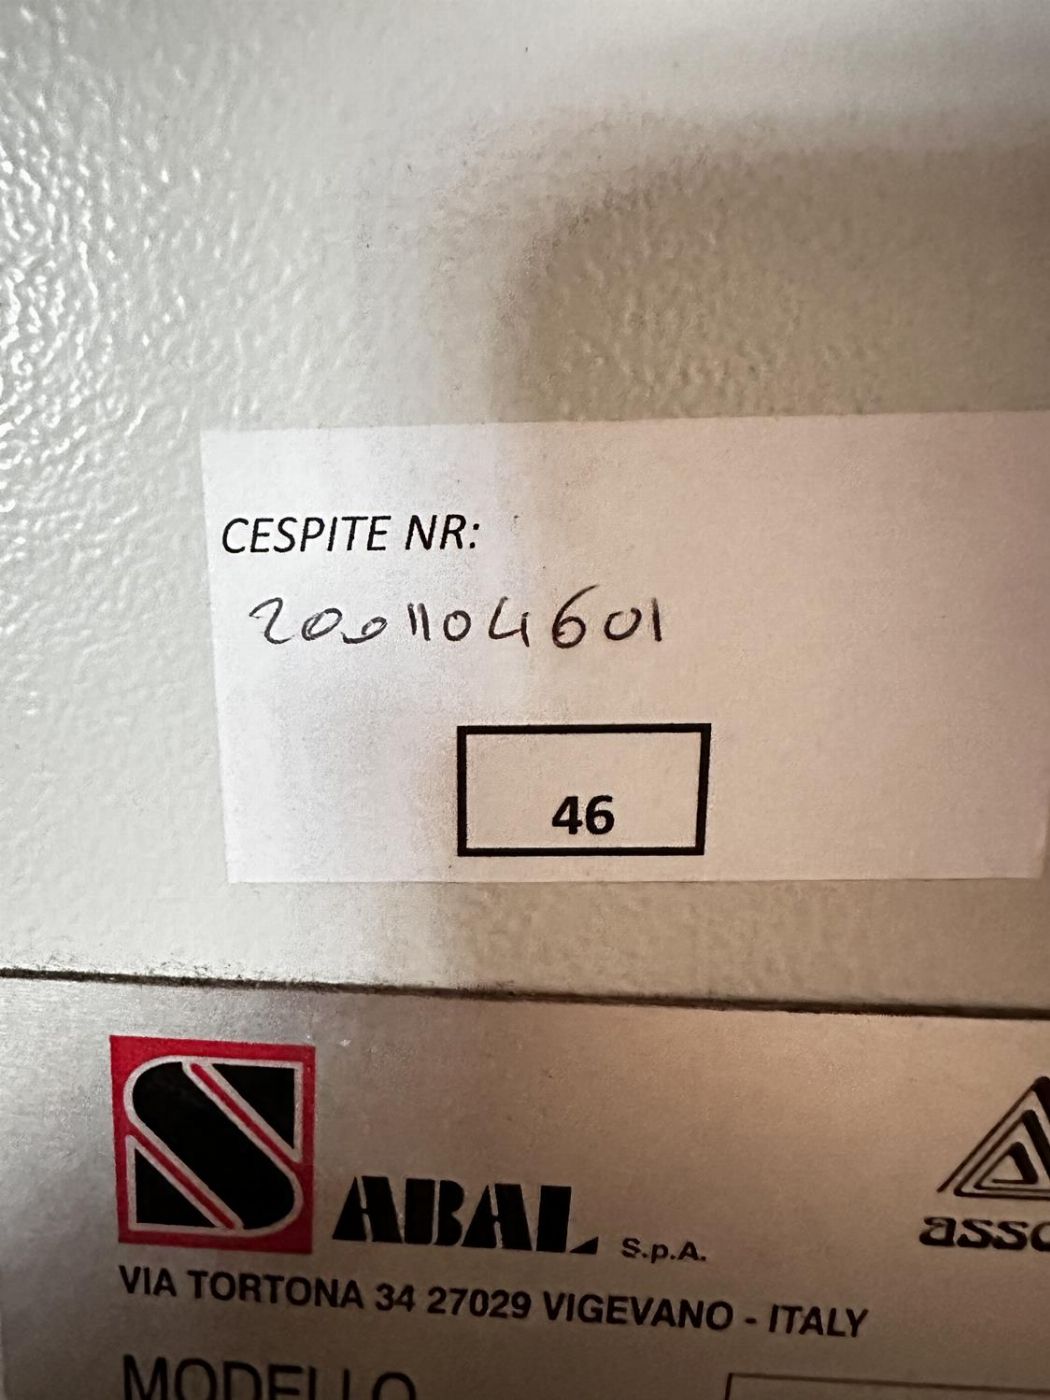 CESPITE NR:
2001104601
46
SABAL S.p.A.
VIA TORTONA 34 27029 VIGEVANO - ITALY
MODELLO